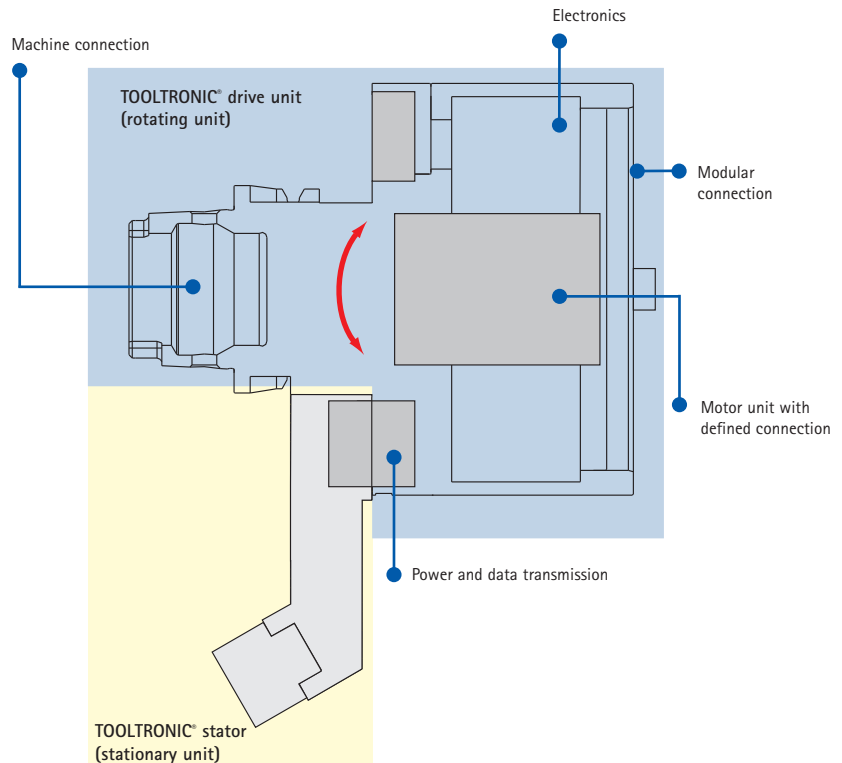 Electronics
Machine connection
TOOLTRONIC® drive unit
(rotating unit)
Modular
connection
Motor unit with
defined connection
Power and data transmission
TOOLTRONIC® stator
(stationary unit)